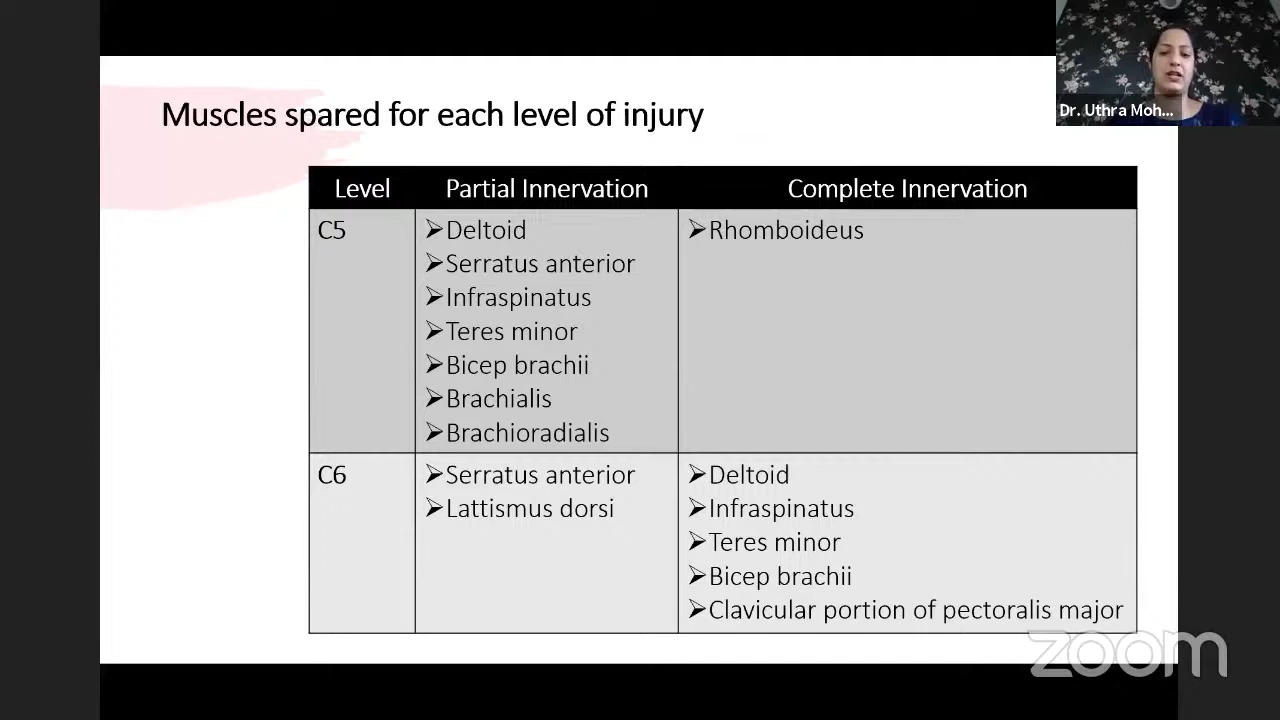 Dr. Uthra Moh...
Muscles spared for each level of injury
Level Partial Innervation Complete Innervation
C5
➢Deltoid
➢Serratus anterior
➢Infraspinatus
➢Teres minor
➢Bicep brachii
➢Brachialis
➢Brachioradialis
➢Rhomboideus
C6
➢Serratus anterior
➢Lattismus dorsi
➢Deltoid
➢Infraspinatus
➢Teres minor
➢Bicep brachii
➢Clavicular portion of pectoralis major
zoom